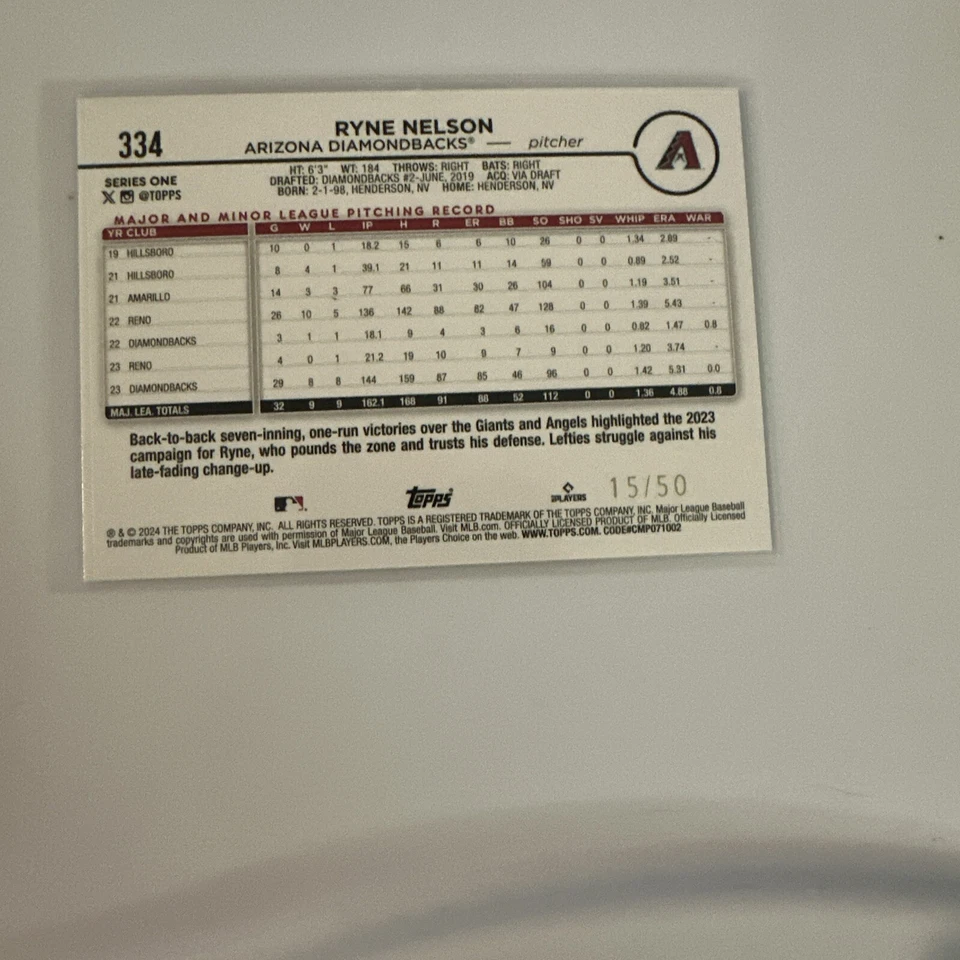 334
RYNE NELSON
ARIZONA DIAMONDBACKS® — pitcher
A
SERIES ONE
@TOPPS
HT: 6'3" WT: 184 THROWS: RIGHT BATS: RIGHT
DRAFTED: DIAMONDBACKS #2-JUNE, 2019 ACQ: VIA DRAFT
BORN: 2-1-98, HENDERSON, NV HOME: HENDERSON, NV
MAJOR AND MINOR LEAGUE PITCHING RECORD
YR CLUB G W L IP H R ER BB SO SHO SV WHIP ERA WAR
19 HILLSBORO 10 0 1 18.2 15 6 6 10 26 0 0 1.34 2.89 -
21 HILLSBORO 8 4 1 39.1 21 11 11 14 59 0 0 0.89 2.52 -
21 AMARILLO 14 3 3 77 66 31 30 26 104 0 0 1.19 3.51 -
22 RENO 26 10 5 136 142 88 82 47 128 0 0 1.39 5.43 -
22 DIAMONDBACKS 3 1 1 18.1 9 4 3 6 16 0 0 0.82 1.47 0.8
23 RENO 4 0 1 21.2 19 10 9 7 9 0 0 1.20 3.74 -
23 DIAMONDBACKS 29 8 8 144 159 87 85 46 96 0 0 1.42 5.31 0.0
MAJ. LEA. TOTALS 32 9 9 162.1 168 91 88 52 112 0 0 1.36 4.88 0.8
Back-to-back seven-inning, one-run victories over the Giants and Angels highlighted the 2023
campaign for Ryne, who pounds the zone and trusts his defense. Lefties struggle against his
late-fading change-up.
Topps
PLAYERS
15/50
® & © 2024 THE TOPPS COMPANY, INC. ALL RIGHTS RESERVED. TOPPS IS A REGISTERED TRADEMARK OF THE TOPPS COMPANY, INC. Major League Baseball
trademarks and copyrights are used with permission of Major League Baseball. Visit MLB.com. OFFICIALLY LICENSED PRODUCT OF MLB. Officially Licensed
Product of MLB Players, Inc. Visit MLBPLAYERS.COM, the Players Choice on the web. WWW.TOPPS.COM. CODE#CMP071002